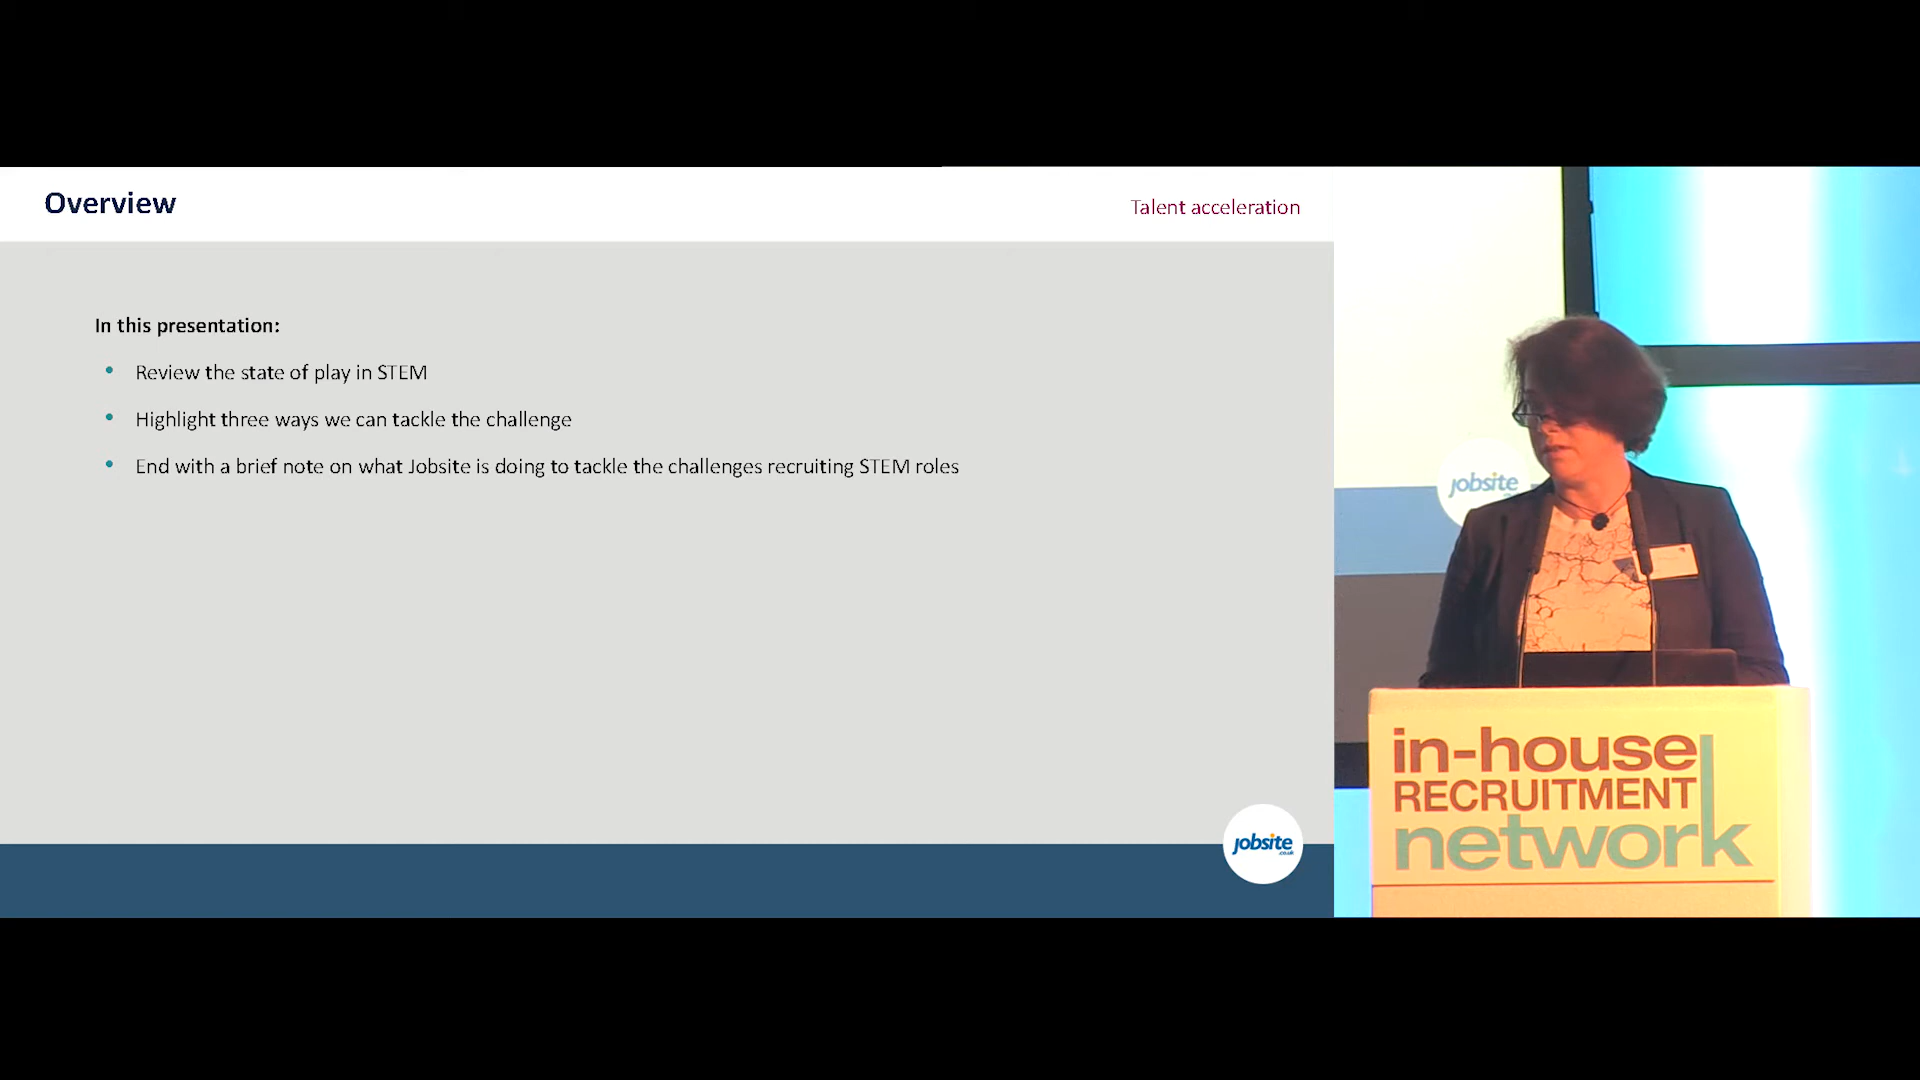 Overview
Talent acceleration
In this presentation:
• Review the state of play in STEM
• Highlight three ways we can tackle the challenge
• End with a brief note on what Jobsite is doing to tackle the challenges recruiting STEM roles
jobsite
.co.uk
jobsite
in-house
RECRUITMENT
network